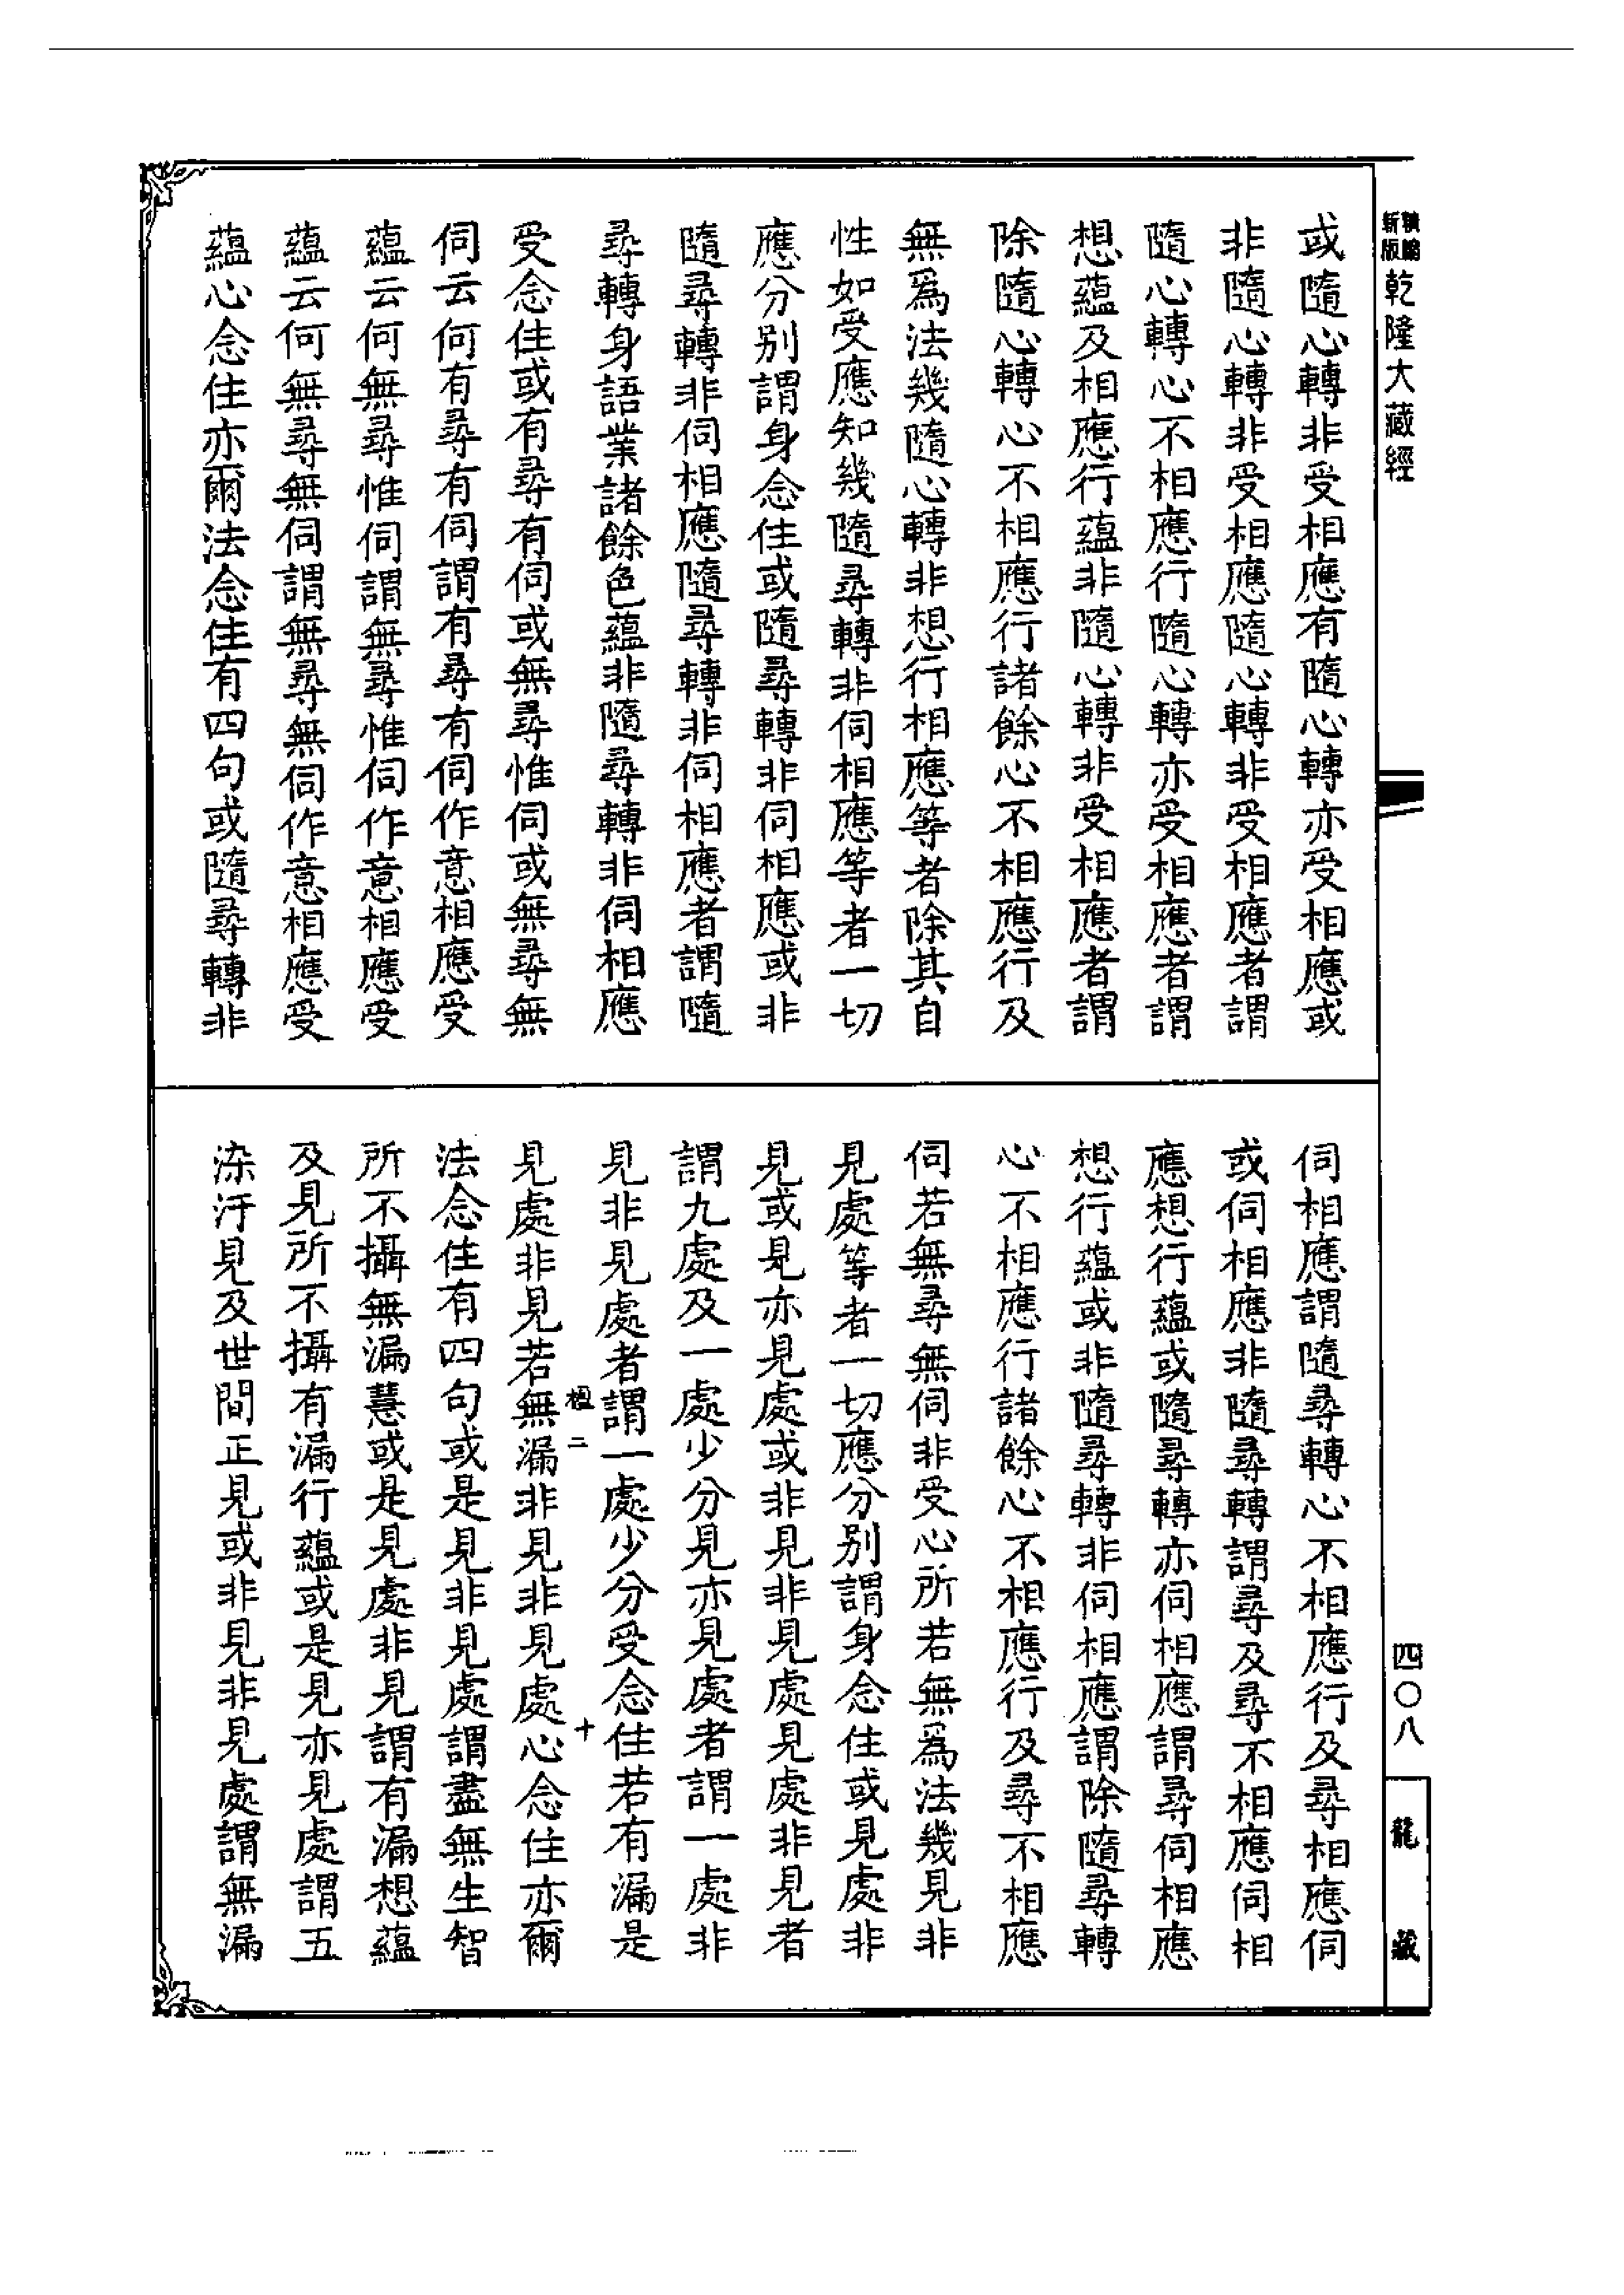 新版
乾隆大藏經
或隨心轉非受相應有隨心轉亦受相應或
非隨心轉非受相應隨心轉非受相應者謂
隨心轉心不相應行隨心轉亦受相應者謂
想蘊及相應行蘊非隨心轉非受相應者謂
除隨心轉心不相應行諸餘心不相應行及
無爲法幾隨心轉非想行相應等者除其自
性如受應知幾隨尋轉非伺相應等者一切
應分别謂身念住或隨尋轉非伺相應或非
隨尋轉非伺相應隨尋轉非伺相應者謂隨
尋轉身語業諸餘色蘊非隨尋轉非伺相應
受念住或有尋有伺或無尋惟伺或無尋無
伺云何有尋有伺謂有尋有伺作意相應受
蘊云何無尋惟伺謂無尋惟伺作意相應受
蘊云何無尋無伺謂無尋無伺作意相應受
蘊心念住亦爾法念住有四句或隨尋轉非
伺相應謂隨尋轉心不相應行及尋相應伺
或伺相應非隨尋轉謂尋及尋不相應伺相
應想行蘊或隨尋轉亦伺相應謂尋伺相應
想行蘊或非隨尋轉非伺相應謂除隨尋轉
心不相應行諸餘心不相應行及尋不相應
伺若無尋無伺非受心所若無爲法幾見非
見處等者一切應分别謂身念住或見處非
見或見亦見處或非見非見處見處非見者
謂九處及一處少分見亦見處者謂一處非
見非見處者謂一處少分受念住若有漏是
見處非見若無漏非見非見處心念住亦爾
二
十
法念住有四句或是見非見處謂盡無生智
所不攝無漏慧或是見處非見謂有漏想蘊
及見所不攝有漏行蘊或是見亦見處謂五
染汙見及世間正見或非見非見處謂無漏
四〇八
龍藏